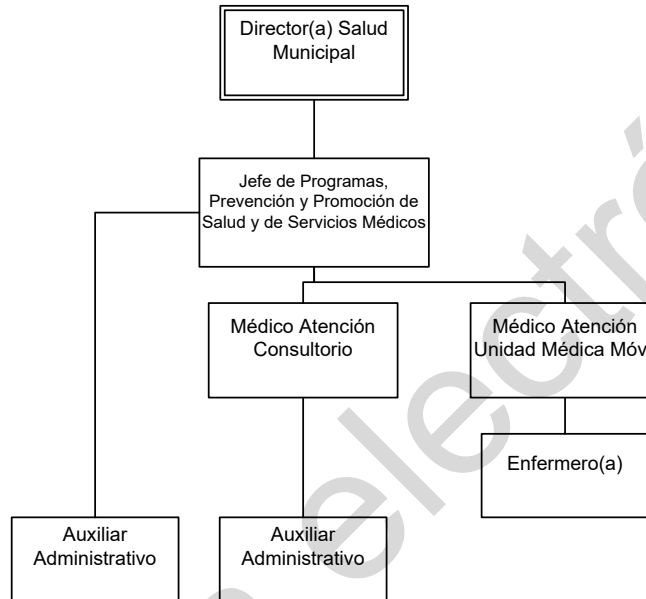 Director(a) Salud
Municipal
Jefe de Programas,
Prevención y Promoción de
Salud y de Servicios Médicos
Médico Atención
Consultorio
Médico Atención
Unidad Médica
Enfermero(a)
Auxiliar
Administrativo
Auxiliar
Administrativo